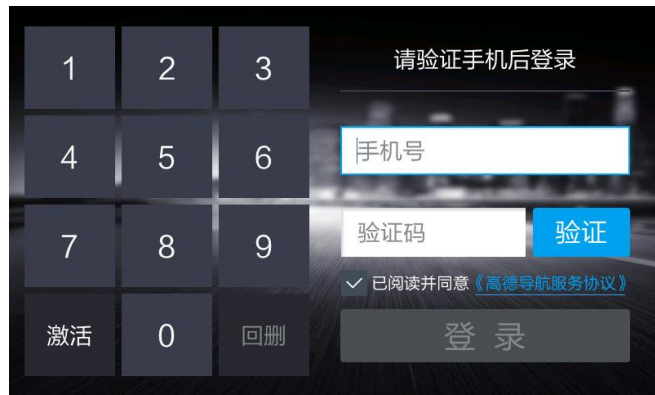 1 2 3
4 5 6
7 8 9
激活 0 回删
请验证手机后登录
手机号
验证码 验证
已阅读并同意《高德导航服务协议》
登录